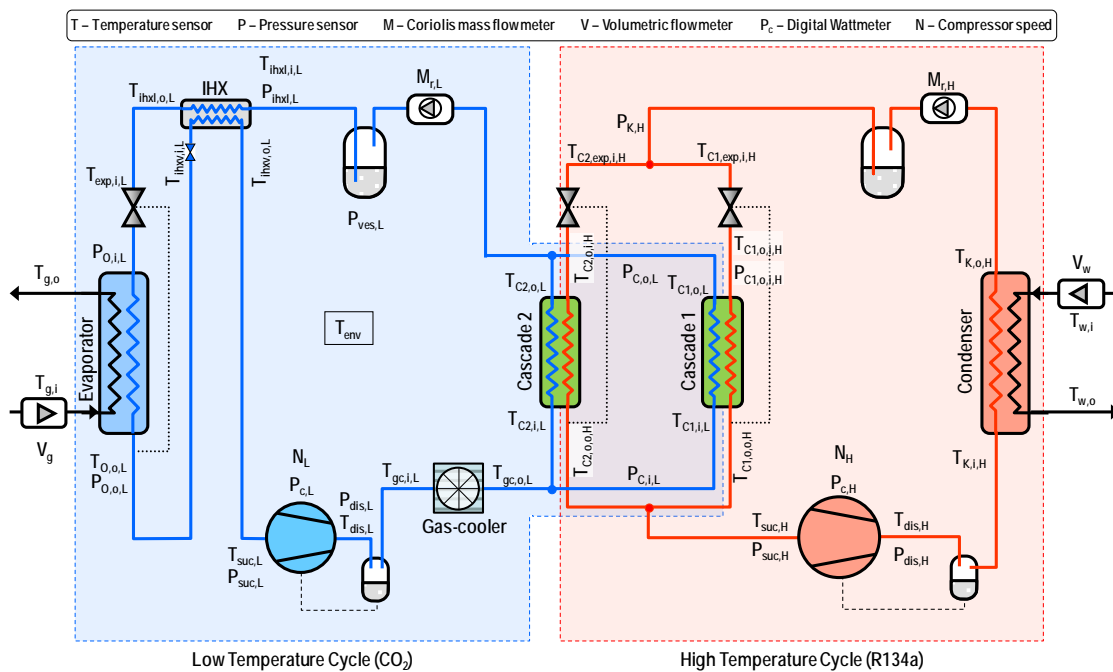 T – Temperature sensor P – Pressure sensor M – Coriolis mass flow meter V – Volumetric flowmeter Pc – Digital Wattmeter N – Compressor speed
Tihxl,i,L
Pihxl,i,L
IHX
Tihxl,o,L
Mr,L
Mr,H
PK,H
Tihxv,i,L
Tihxv,o,L
TC2,exp,i,H
TC1,exp,i,H
Texp,i,L
Pves,L
PO,i,L
TC2,o,i,H
TC1,o,i,H
PC1,o,i,H
PC,o,L
TC2,o,L
TC1,o,L
TK,o,H
Vw
Tw,i
Tg,o
Evaporator
Tenv
Cascade 2
Cascade 1
Condenser
Tg,i
Vg
Tw,o
TC2,i,L
TC1,i,L
TC2,o,o,H
TC1,o,o,H
TO,o,L
PO,o,L
TK,i,H
NL
Pc,L
Tgc,i,L
Tgc,o,L
PC,i,L
NH
Pc,H
Pdis,L
Tdis,L
Gas-cooler
Tsuc,H
Psuc,H
Tdis,H
Pdis,H
Tsuc,L
Psuc,L
Low Temperature Cycle (CO2)
High Temperature Cycle (R134a)